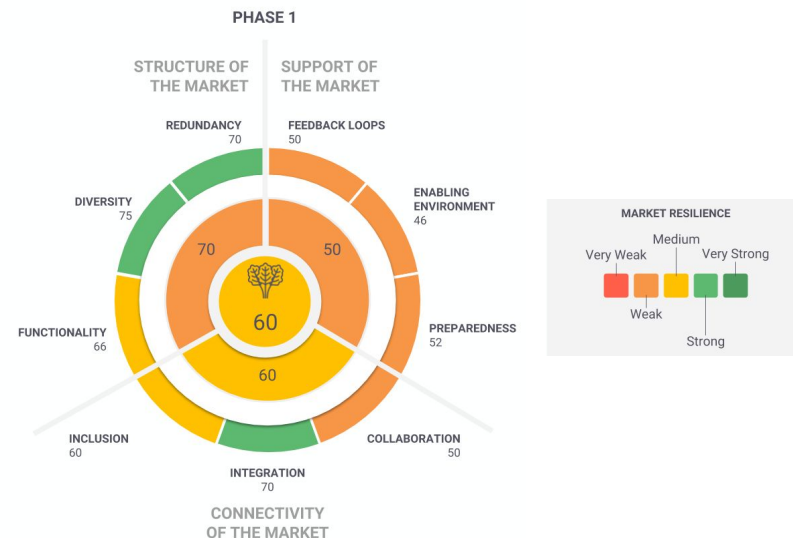 PHASE 1
STRUCTURE OF
THE MARKET
SUPPORT OF
THE MARKET
REDUNDANCY
70
FEEDBACK LOOPS
50
DIVERSITY
75
ENABLING
ENVIRONMENT
46
70
50
60
FUNCTIONALITY
66
PREPAREDNESS
52
60
INCLUSION
60
COLLABORATION
50
INTEGRATION
70
CONNECTIVITY
OF THE MARKET
MARKET RESILIENCE
Medium
Very Weak
Very Strong
Weak
Strong